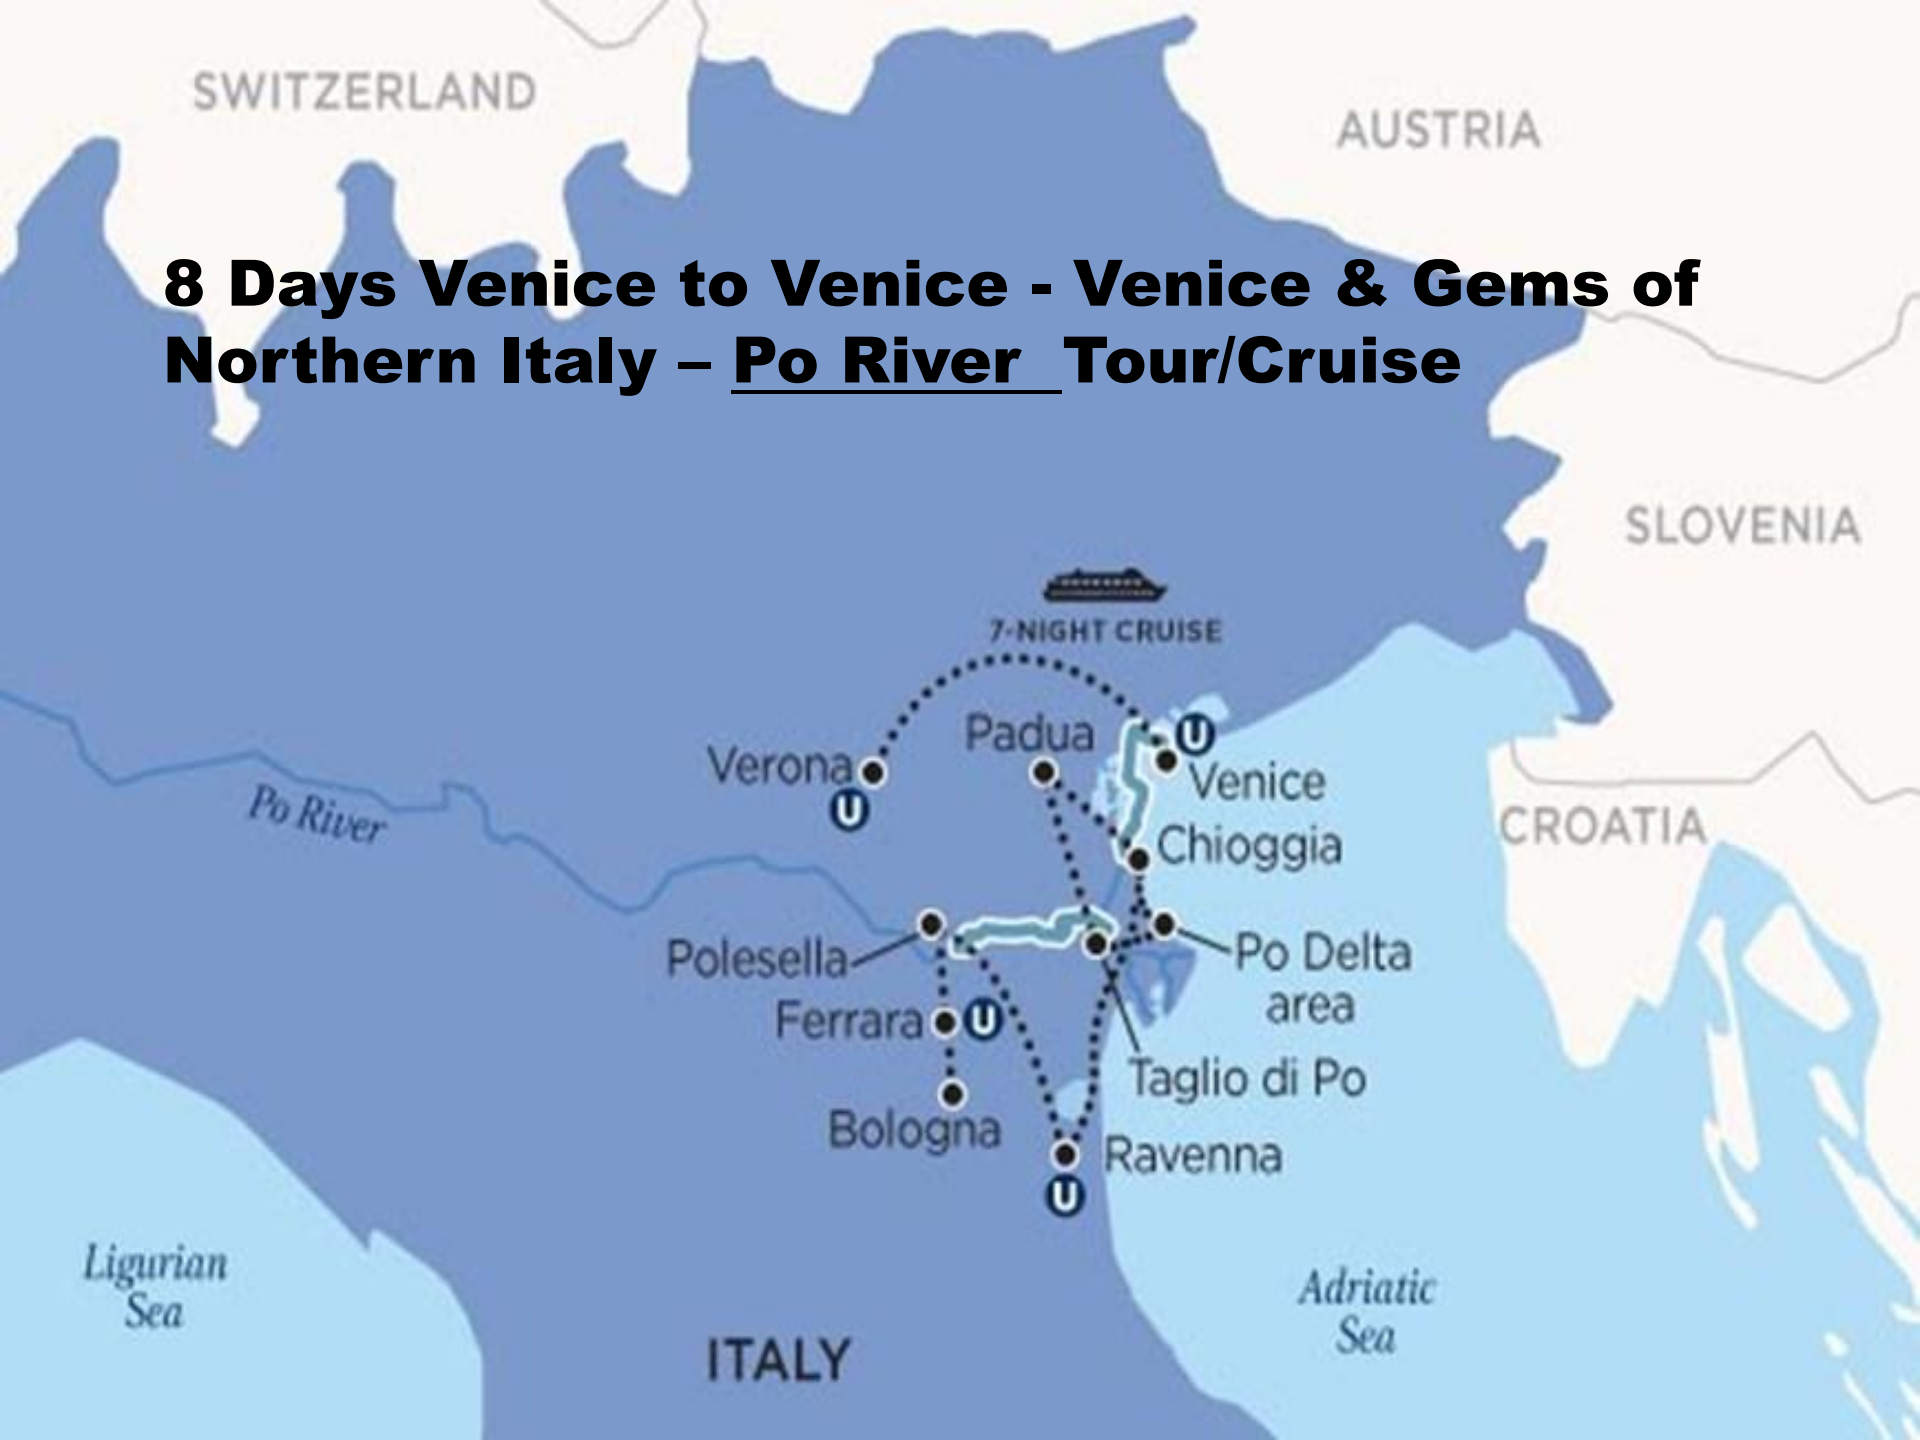 SWITZERLAND
AUSTRIA
8 Days Venice to Venice - Venice & Gems of
Northern Italy – Po River Tour/Cruise
SLOVENIA
7-NIGHT CRUISE
Padua
U
Verona
Venice
U
Po River
CROATIA
Chioggia
Polesella
Po Delta
area
Ferrara
U
Taglio di Po
Bologna
Ravenna
U
Ligurian
Sea
Adriatic
Sea
ITALY